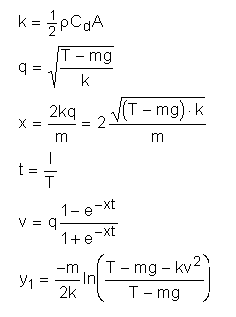 k = ½ρC_dA
q = √((T − mg)/k)
x = 2kq/m = 2 √((T − mg)·k)/m
t = I/T
v = q (1 − e^−xt)/(1 + e^−xt)
y₁ = −m/2k ln((T − mg − kv²)/(T − mg))